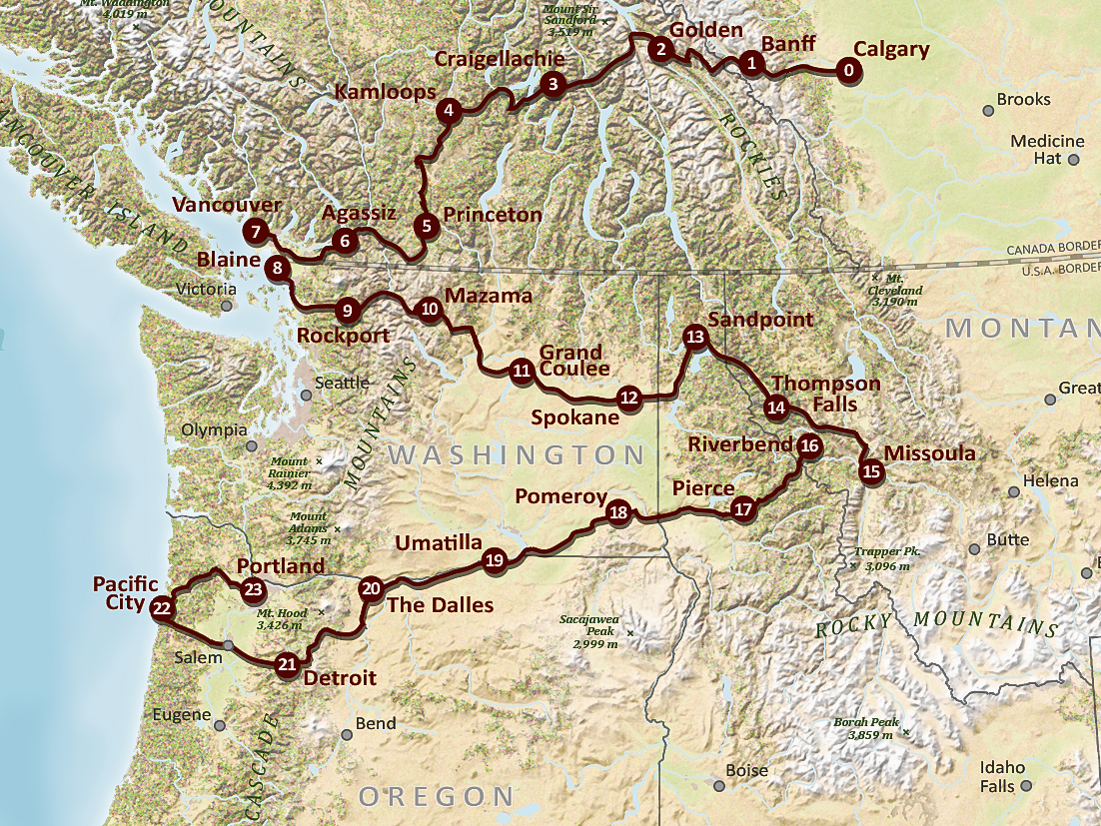 Mt. Waddington
4,019 m
MOUNTAINS
Mount Sir
Sandford
3,519 m
2
Golden
1
Banff
0
Calgary
Craigellachie
3
Kamloops
4
Brooks
Medicine
Hat
ROCKIES
VANCOUVER ISLAND
Vancouver
7
Agassiz
6
5
Princeton
Blaine
8
CANADA BORDER
U.S.A. BORDER
Victoria
Mt.
Cleveland
3,190 m
9
Rockport
10
Mazama
13
Sandpoint
MONTAN
11
Grand
Coulee
Seattle
12
Spokane
14
Thompson
Falls
Great
Olympia
MOUNTAINS
WASHINGTON
Riverbend
16
15
Missoula
Mount
Rainier
4,392 m
Helena
Pomeroy
18
Pierce
17
Mount
Adams
3,745 m
Umatilla
19
Butte
Trapper Pk.
3,096 m
Portland
23
Pacific
City
22
20
The Dalles
Mt. Hood
3,426 m
Sacajawea
Peak
2,999 m
ROCKY MOUNTAINS
Salem
21
Detroit
Eugene
Bend
CASCADE
Borah Peak
3,859 m
Boise
Idaho
Falls
OREGON